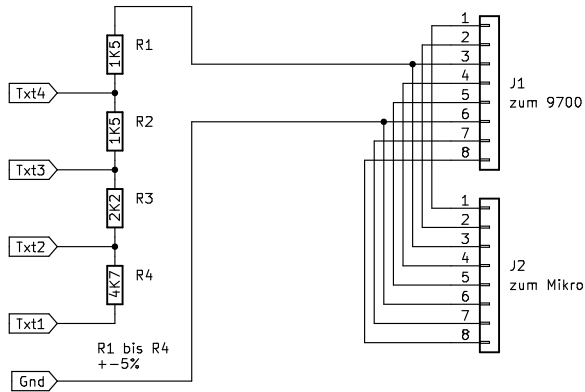 1K5 R1
Txt4
1K5 R2
Txt3
2K2 R3
Txt2
4K7 R4
Txt1
R1 bis R4
+-5%
Gnd
1
2
3
4
5
6
7
8
J1
zum 9700
1
2
3
4
5
6
7
8
J2
zum Mikro